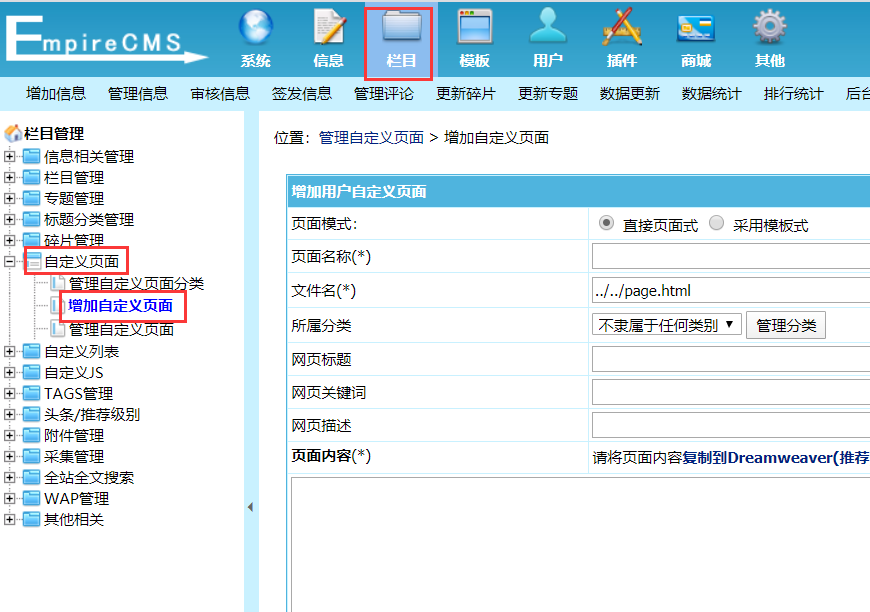 EmpireCMS
系统 信息 栏目 模板 用户 插件 商城 其他
增加信息 管理信息 审核信息 签发信息 管理评论 更新碎片 更新专题 数据更新 数据统计 排行统计 后台
栏目管理
信息相关管理
栏目管理
专题管理
标题分类管理
碎片管理
自定义页面
管理自定义页面分类
增加自定义页面
管理自定义页面
自定义列表
自定义JS
TAGS管理
头条/推荐级别
附件管理
采集管理
全站全文搜索
WAP管理
其他相关
位置：管理自定义页面 > 增加自定义页面
增加用户自定义页面
页面模式: 直接页面式 采用模板式
页面名称(*)
文件名(*) ../../page.html
所属分类 不隶属于任何类别 管理分类
网页标题
网页关键词
网页描述
页面内容(*) 请将页面内容复制到Dreamweaver(推荐